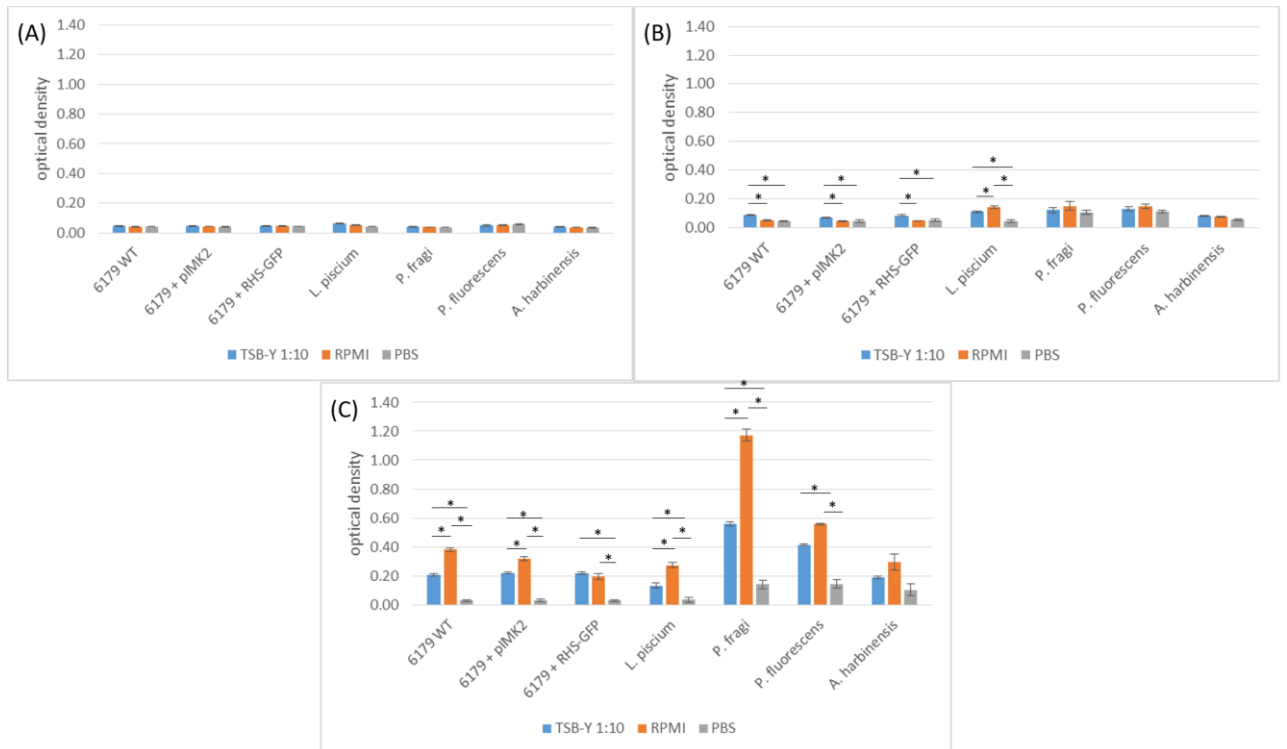 (A)
optical density
1.40
1.20
1.00
0.80
0.60
0.40
0.20
0.00
6179 WT
6179 + pIMK2
6179 + RHS-GFP
L. piscium
P. fragi
P. fluorescens
A. harbinensis
TSB-Y 1:10 RPMI PBS
(B)
optical density
1.40
1.20
1.00
0.80
0.60
0.40
0.20
0.00
* * * * * * * * *
6179 WT
6179 + pIMK2
6179 + RHS-GFP
L. piscium
P. fragi
P. fluorescens
A. harbinensis
TSB-Y 1:10 RPMI PBS
(C)
optical density
1.40
1.20
1.00
0.80
0.60
0.40
0.20
0.00
* * * * * * * * * * * * * * * *
6179 WT
6179 + pIMK2
6179 + RHS-GFP
L. piscium
P. fragi
P. fluorescens
A. harbinensis
TSB-Y 1:10 RPMI PBS